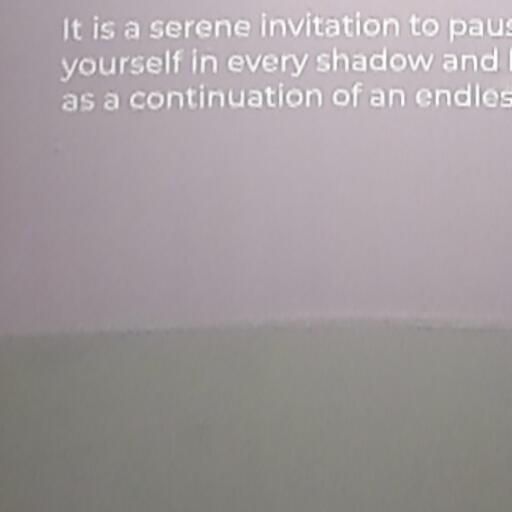 It is a serene invitation to
yourself in every shadow and
as a continuation of an